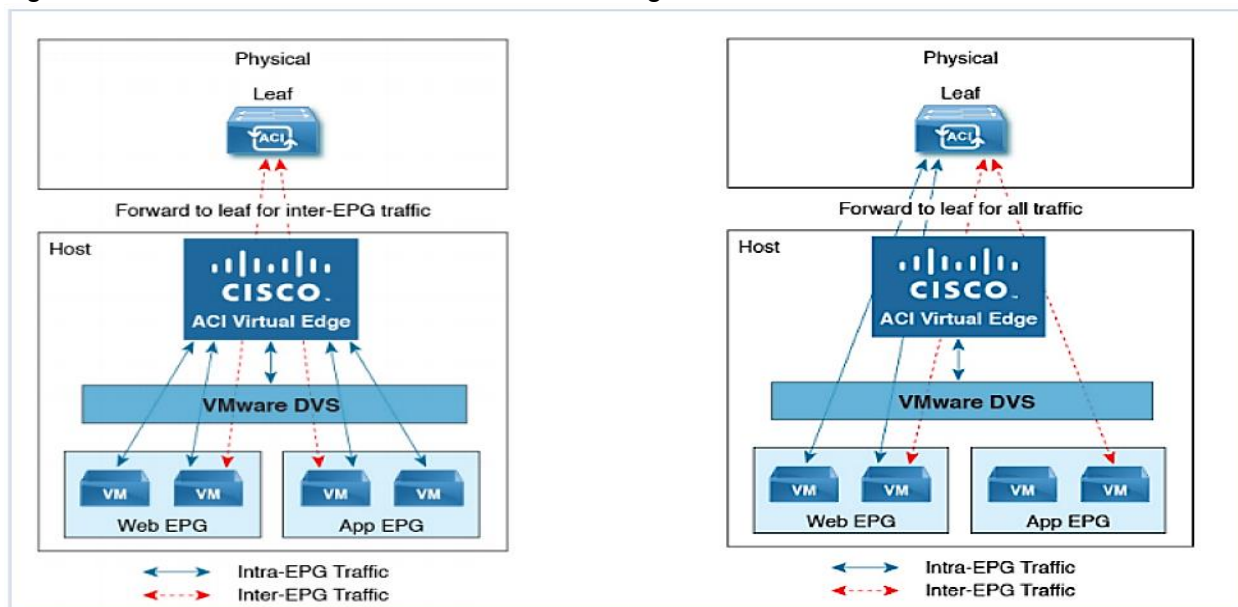 Physical
Leaf
ACI
Forward to leaf for inter-EPG traffic
Host
CISCO
ACI Virtual Edge
VMware DVS
VM
VM
VM
VM
Web EPG
App EPG
Intra-EPG Traffic
Inter-EPG Traffic
Physical
Leaf
ACI
Forward to leaf for all traffic
Host
CISCO
ACI Virtual Edge
VMware DVS
VM
VM
VM
VM
Web EPG
App EPG
Intra-EPG Traffic
Inter-EPG Traffic